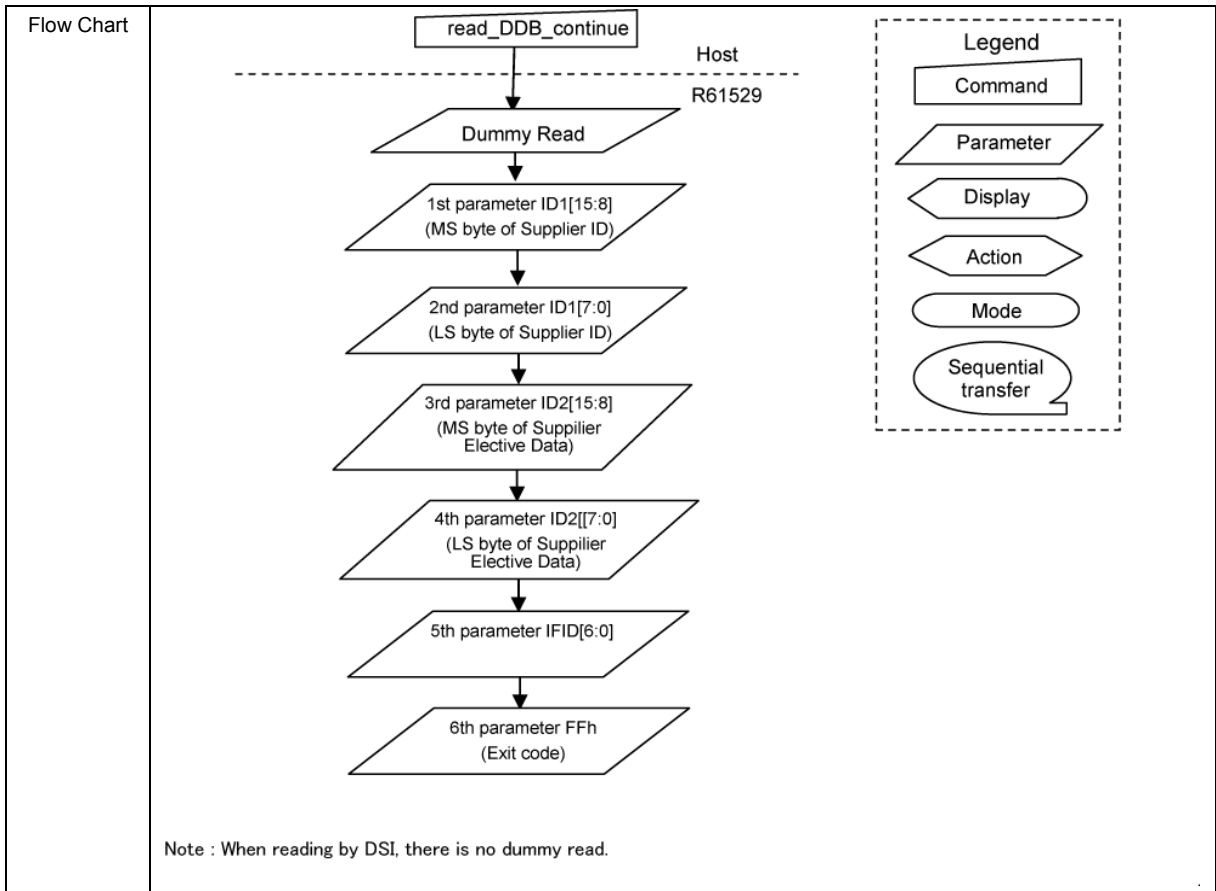 Flow Chart
read_DDB_continue
Host
R61529
Dummy Read
1st parameter ID1[15:8]
(MS byte of Supplier ID)
2nd parameter ID1[7:0]
(LS byte of Supplier ID)
3rd parameter ID2[15:8]
(MS byte of Suppilier
Elective Data)
4th parameter ID2[[7:0]
(LS byte of Suppilier
Elective Data)
5th parameter IFID[6:0]
6th parameter FFh
(Exit code)
Legend
Command
Parameter
Display
Action
Mode
Sequential
transfer
Note : When reading by DSI, there is no dummy read.
.